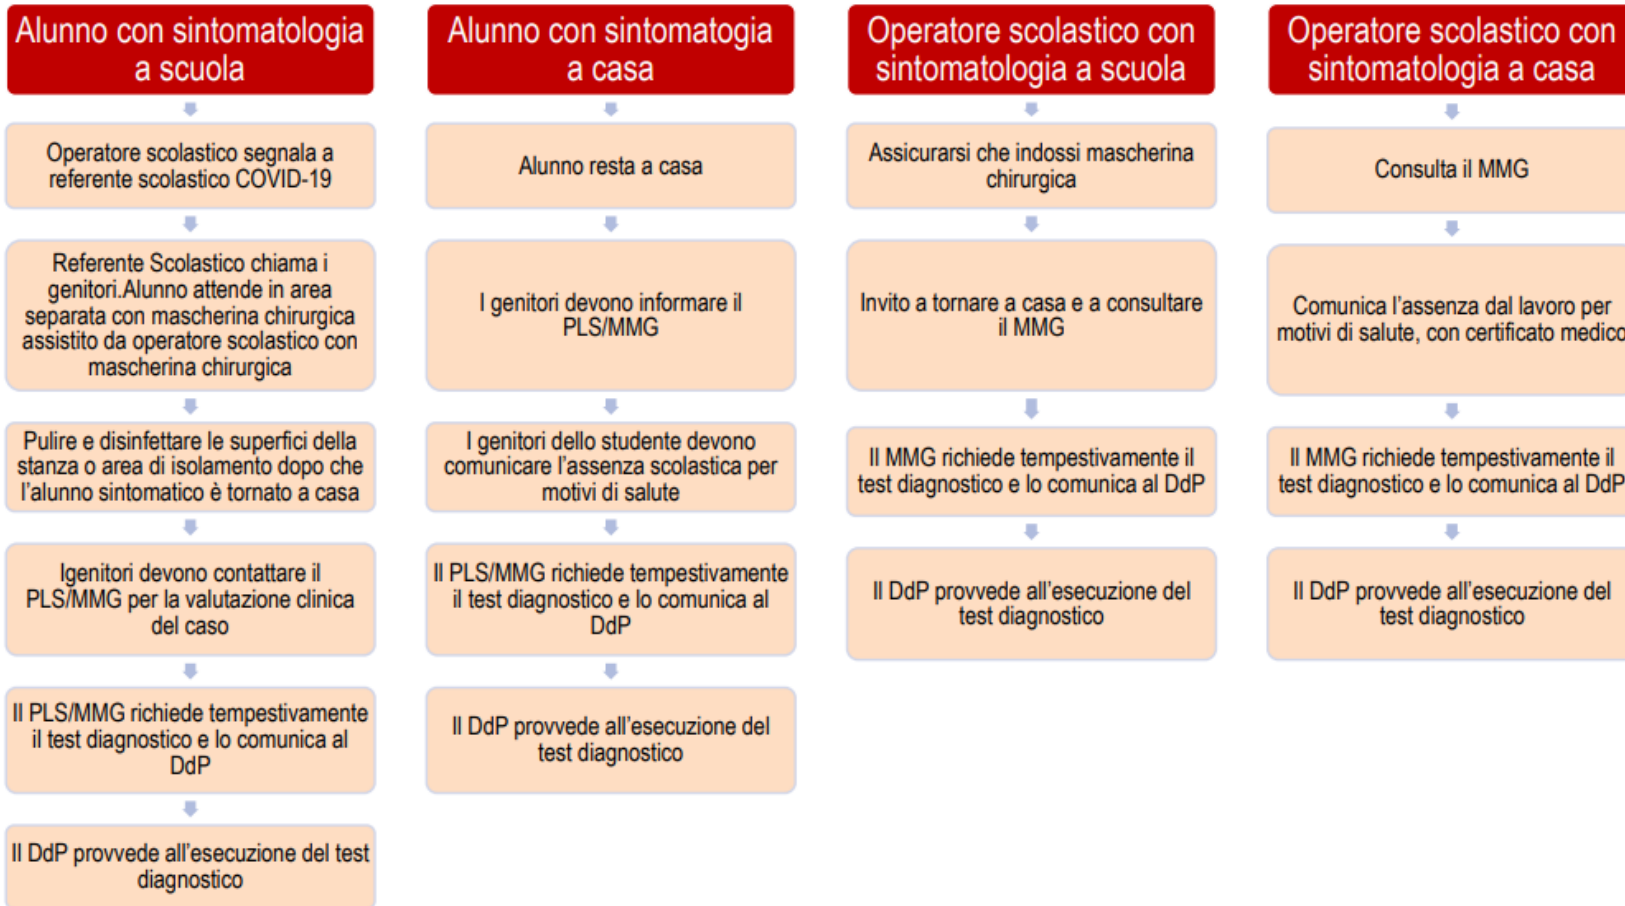 Alunno con sintomatologia
a scuola
Operatore scolastico segnala a
referente scolastico COVID-19
Referente Scolastico chiama i
genitori.Alunno attende in area
separata con mascherina chirurgica
assistito da operatore scolastico con
mascherina chirurgica
Pulire e disinfettare le superfici della
stanza o area di isolamento dopo che
l'alunno sintomatico è tornato a casa
Igenitori devono contattare il
PLS/MMG per la valutazione clinica
del caso
Il PLS/MMG richiede tempestivamente
il test diagnostico e lo comunica al
DdP
Il DdP provvede all'esecuzione del test
diagnostico
Alunno con sintomatogia
a casa
Alunno resta a casa
I genitori devono informare il
PLS/MMG
I genitori dello studente devono
comunicare l'assenza scolastica per
motivi di salute
Il PLS/MMG richiede tempestivamente
il test diagnostico e lo comunica al
DdP
Il DdP provvede all'esecuzione del
test diagnostico
Operatore scolastico con
sintomatologia a scuola
Assicurarsi che indossi mascherina
chirurgica
Invito a tornare a casa e a consultare
il MMG
Il MMG richiede tempestivamente il
test diagnostico e lo comunica al DdP
Il DdP provvede all'esecuzione del
test diagnostico
Operatore scolastico con
sintomatologia a casa
Consulta il MMG
Comunica l'assenza dal lavoro per
motivi di salute, con certificato medico
Il MMG richiede tempestivamente il
test diagnostico e lo comunica al DdP
Il DdP provvede all'esecuzione del
test diagnostico